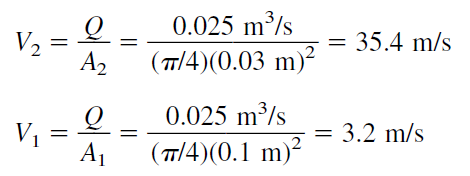 V₂ = Q/A₂ = 0.025 m³/s / (π/4)(0.03 m)² = 35.4 m/s
V₁ = Q/A₁ = 0.025 m³/s / (π/4)(0.1 m)² = 3.2 m/s